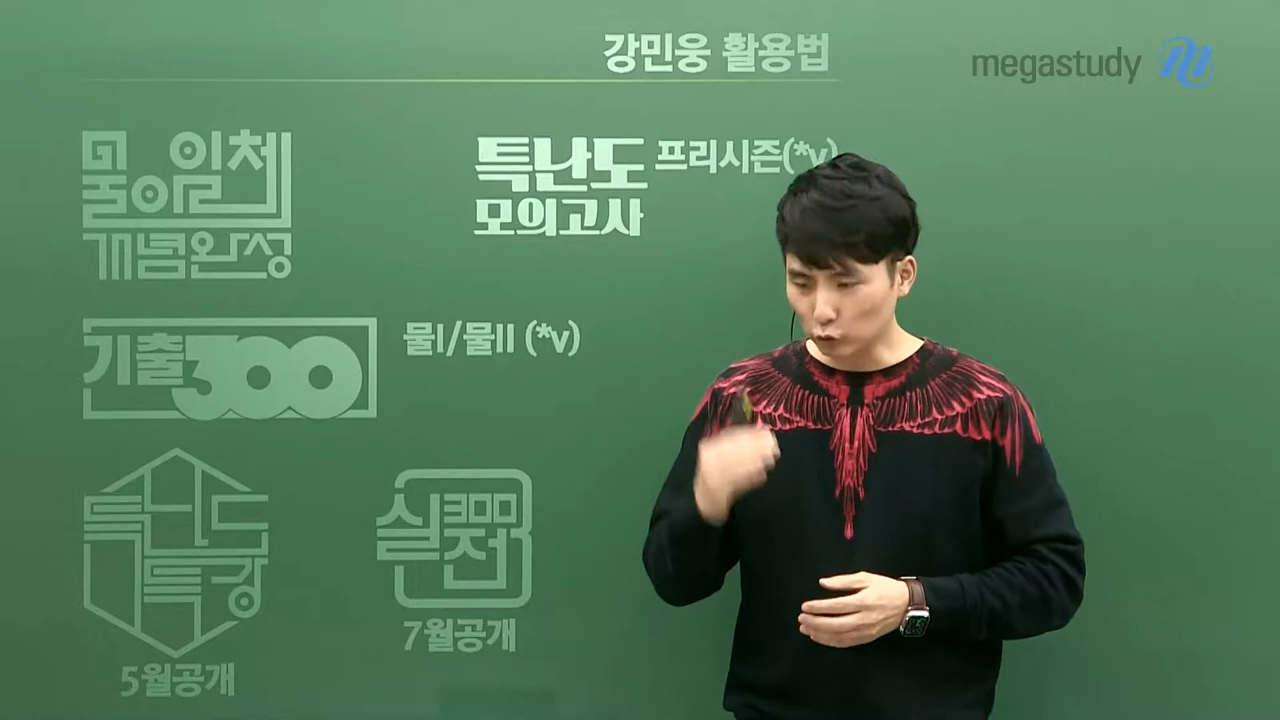 강민웅 활용법
megastudy
물아일체
개념완성
특난도 프리시즌(*v)
모의고사
기출300 물I/물II (*v)
특난도
특강
5월공개
실전300
7월공개